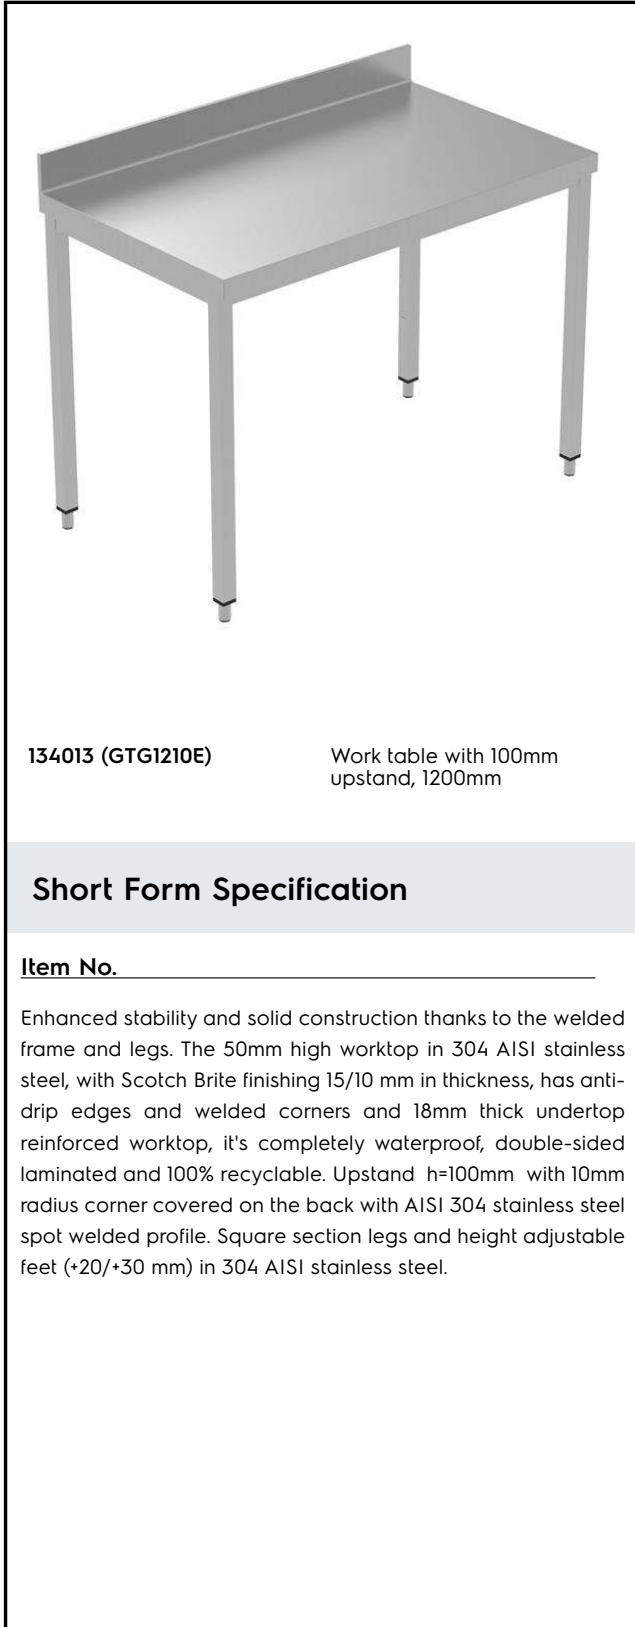 134013 (GTG1210E)
Work table with 100mm
upstand, 1200mm
Short Form Specification
Item No.
Enhanced stability and solid construction thanks to the welded
frame and legs. The 50mm high worktop in 304 AISI stainless
steel, with Scotch Brite finishing 15/10 mm in thickness, has anti-
drip edges and welded corners and 18mm thick undertop
reinforced worktop, it's completely waterproof, double-sided
laminated and 100% recyclable. Upstand h=100mm with 10mm
radius corner covered on the back with AISI 304 stainless steel
spot welded profile. Square section legs and height adjustable
feet (+20/+30 mm) in 304 AISI stainless steel.